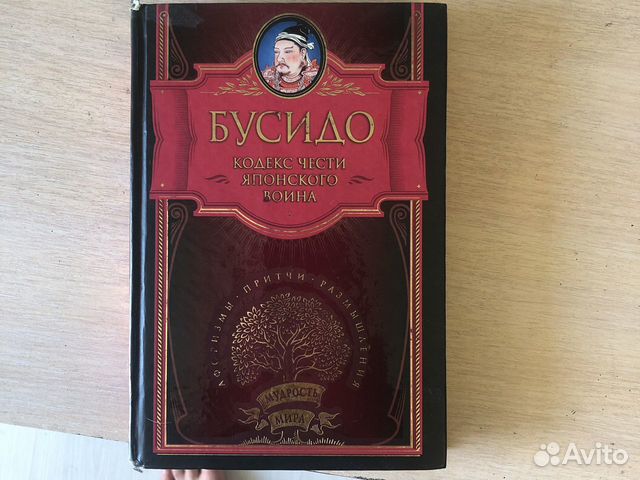 БУСИДО
КОДЕКС ЧЕСТИ
ЯПОНСКОГО
ВОИНА
АФОРИЗМЫ · ПРИТЧИ · РАЗМЫШЛЕНИЯ
МУДРОСТЬ
МИРА
Avito